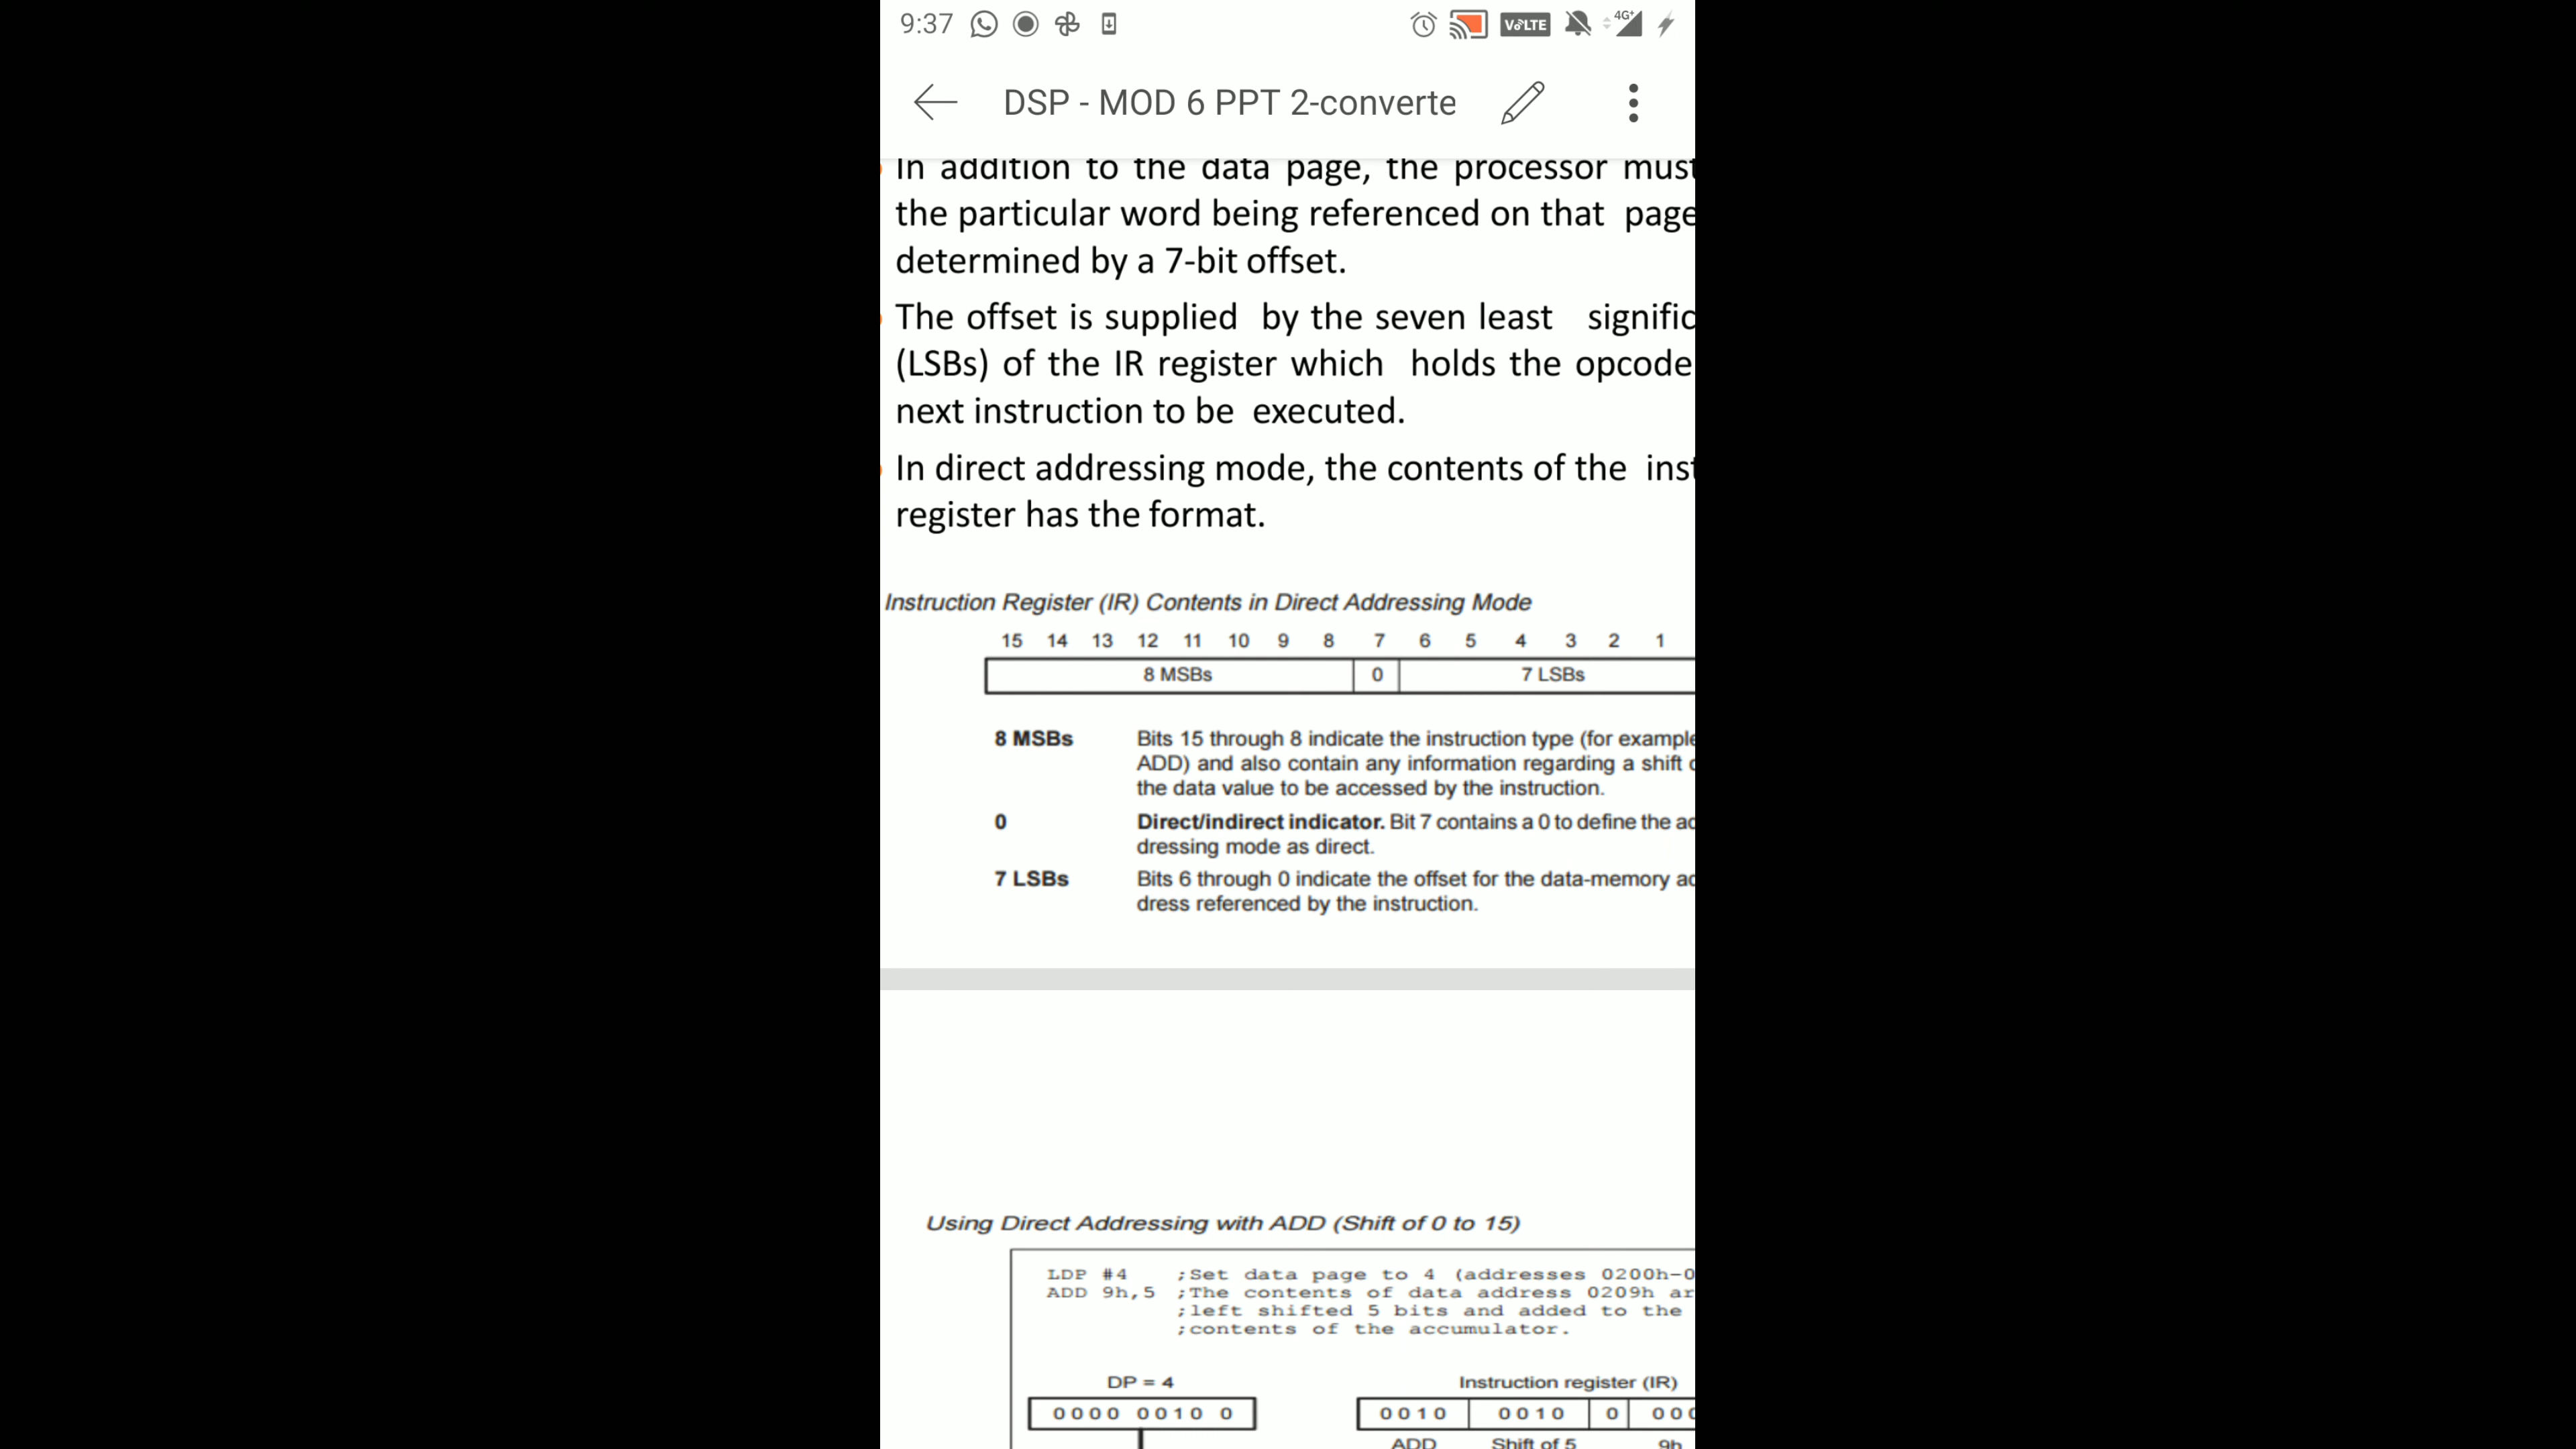 9:37 VoLTE 4G+
DSP - MOD 6 PPT 2-converte
In addition to the data page, the processor must
the particular word being referenced on that page
determined by a 7-bit offset.
The offset is supplied by the seven least signific
(LSBs) of the IR register which holds the opcode
next instruction to be executed.
In direct addressing mode, the contents of the inst
register has the format.
Instruction Register (IR) Contents in Direct Addressing Mode
15 14 13 12 11 10 9 8 7 6 5 4 3 2 1
8 MSBs 0 7 LSBs
8 MSBs Bits 15 through 8 indicate the instruction type (for example
ADD) and also contain any information regarding a shift o
the data value to be accessed by the instruction.
0 Direct/indirect indicator. Bit 7 contains a 0 to define the ad
dressing mode as direct.
7 LSBs Bits 6 through 0 indicate the offset for the data-memory ad
dress referenced by the instruction.
Using Direct Addressing with ADD (Shift of 0 to 15)
LDP #4 ;Set data page to 4 (addresses 0200h-0
ADD 9h,5 ;The contents of data address 0209h ar
;left shifted 5 bits and added to the
;contents of the accumulator.
DP = 4 Instruction register (IR)
0000 0010 0 0010 0010 0 000
ADD Shift of 5 9h